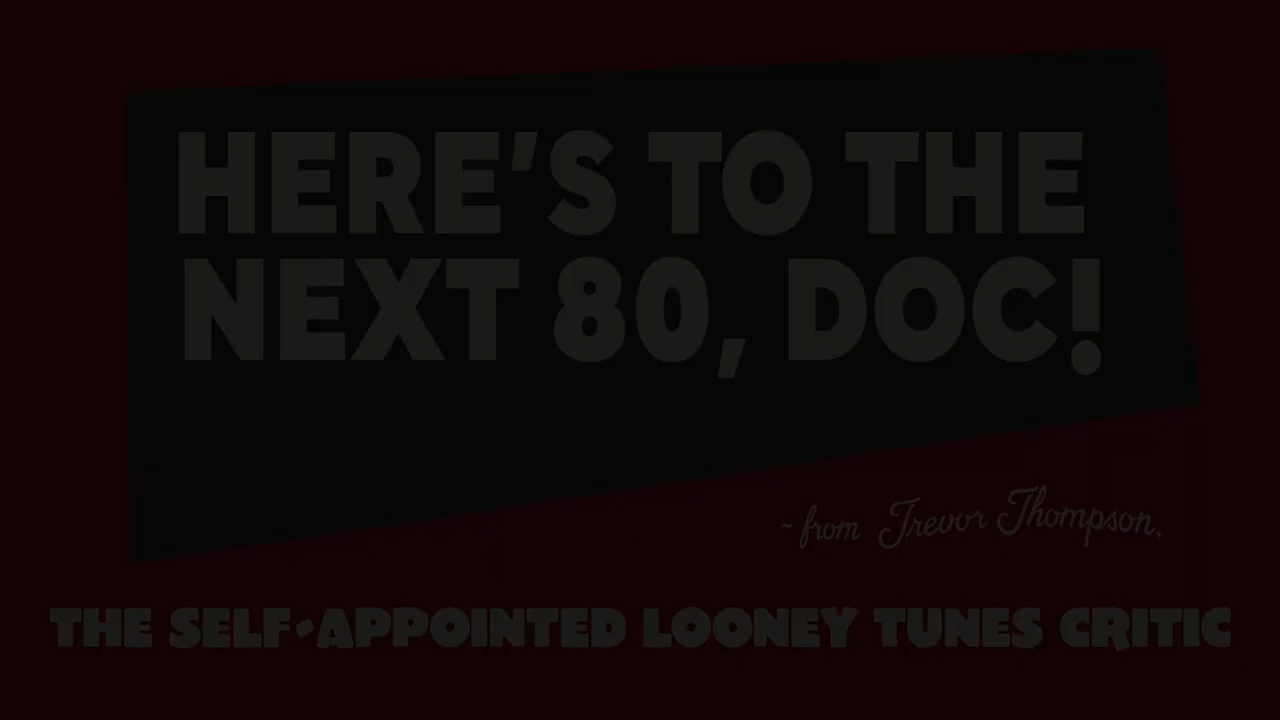 HERE'S TO THE
NEXT 80, DOC!
~ from Trevor Thompson,
THE SELF-APPOINTED LOONEY TUNES CRITIC